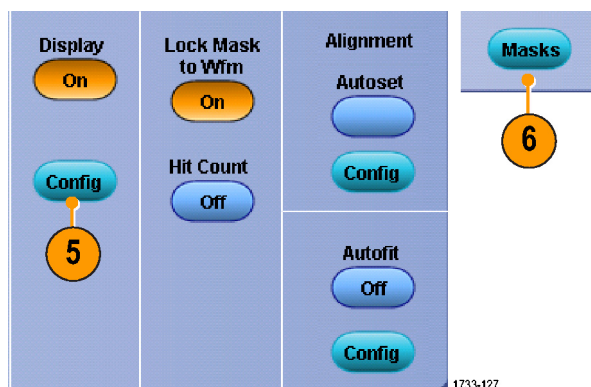 Display
On
Config
5
Lock Mask
to Wfm
On
Hit Count
Off
Alignment
Autoset
Config
Autofit
Off
Config
Masks
6
1733-127